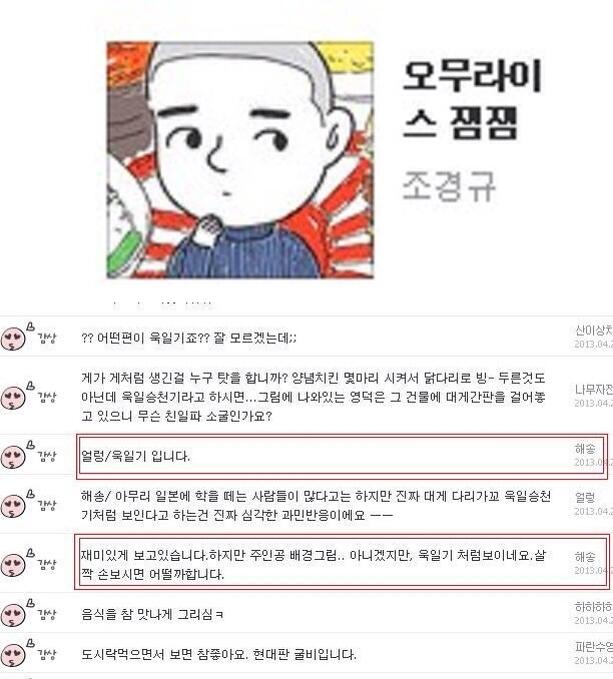 오무라이
스 잼잼
조경규
감상
?? 어떤편이 욱일기죠?? 잘 모르겠는데;;
산이상치
2013.04.2
감상
게가 게처럼 생긴걸 누구 탓을 합니까? 양념치킨 몇마리 시켜서 닭다리로 빙- 두른것도
아닌데 욱일승천기라고 하시면...그림에 나와있는 영덕은 그 건물에 대게간판을 걸어놓
고 있으니 무슨 친일파 소굴인가요?
나무자전
2013.04.2
감상
얼렁/욱일기 입니다.
해송
2013.04.2
감상
해송/ 아무리 일본에 학을 떼는 사람들이 많다고는 하지만 진짜 대게 다리가꼬 욱일승천
기처럼 보인다고 하는건 진짜 심각한 과민반응이에요 ㅡㅡ
얼렁
2013.04.2
감상
재미있게 보고있습니다.하지만 주인공 배경그림.. 아니겠지만, 욱일기 처럼보이네요.살
짝 손보시면 어떨까합니다.
해송
2013.04.2
감상
음식을 참 맛나게 그리심ㅋ
하하하하
2013.04.2
감상
도시락먹으면서 보면 참좋아요. 현대판 굴비입니다.
파란수영
2013.04.2